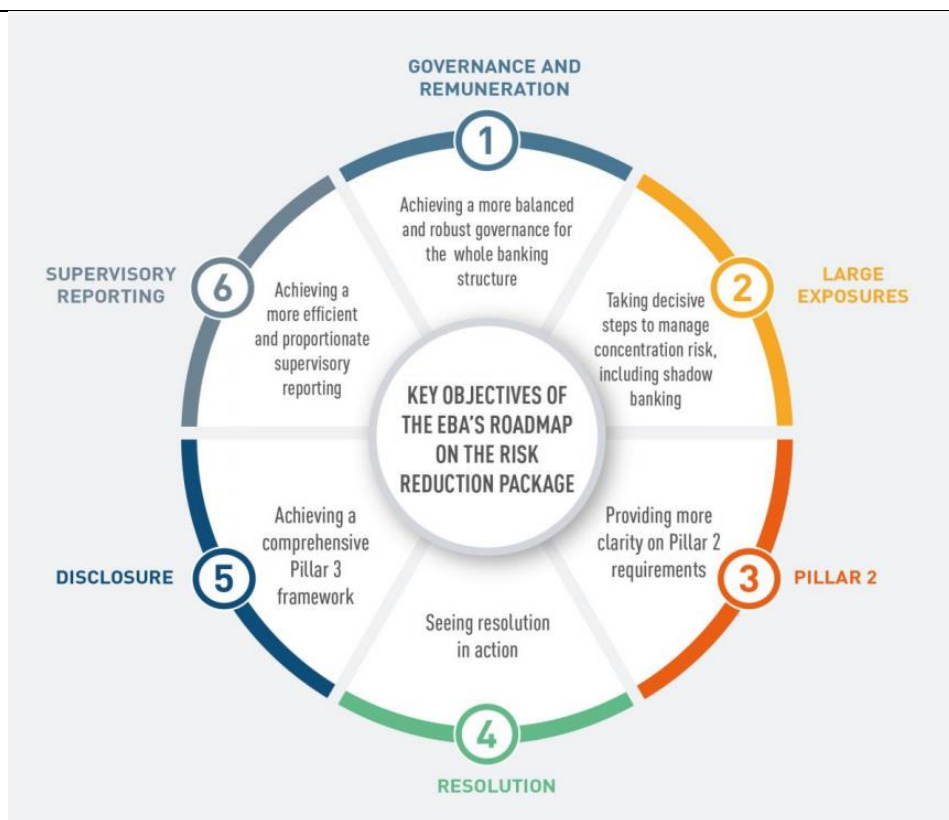 GOVERNANCE AND
REMUNERATION
1
Achieving a more balanced
and robust governance for
the whole banking
structure
2
LARGE
EXPOSURES
Taking decisive
steps to manage
concentration risk,
including shadow
banking
3
PILLAR 2
Providing more
clarity on Pillar 2
requirements
4
RESOLUTION
Seeing resolution
in action
5
DISCLOSURE
Achieving a
comprehensive
Pillar 3
framework
6
SUPERVISORY
REPORTING
Achieving a
more efficient
and proportionate
supervisory
reporting
KEY OBJECTIVES OF
THE EBA'S ROADMAP
ON THE RISK
REDUCTION PACKAGE